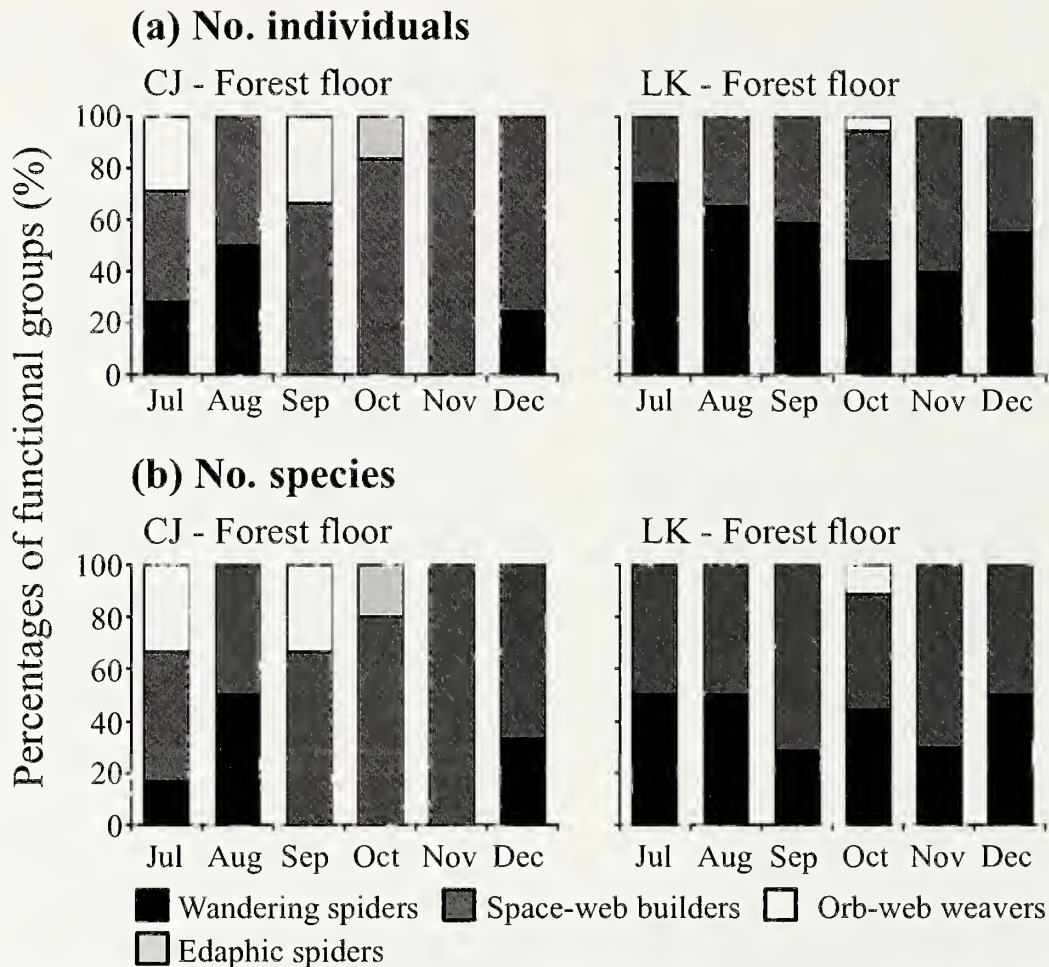 (a) No. individuals
CJ - Forest floor
LK - Forest floor
Percentages of functional groups (%)
100
80
60
40
20
0
Jul Aug Sep Oct Nov Dec
Jul Aug Sep Oct Nov Dec
(b) No. species
CJ - Forest floor
LK - Forest floor
100
80
60
40
20
0
Jul Aug Sep Oct Nov Dec
Jul Aug Sep Oct Nov Dec
Wandering spiders Space-web builders Orb-web weavers
Edaphic spiders